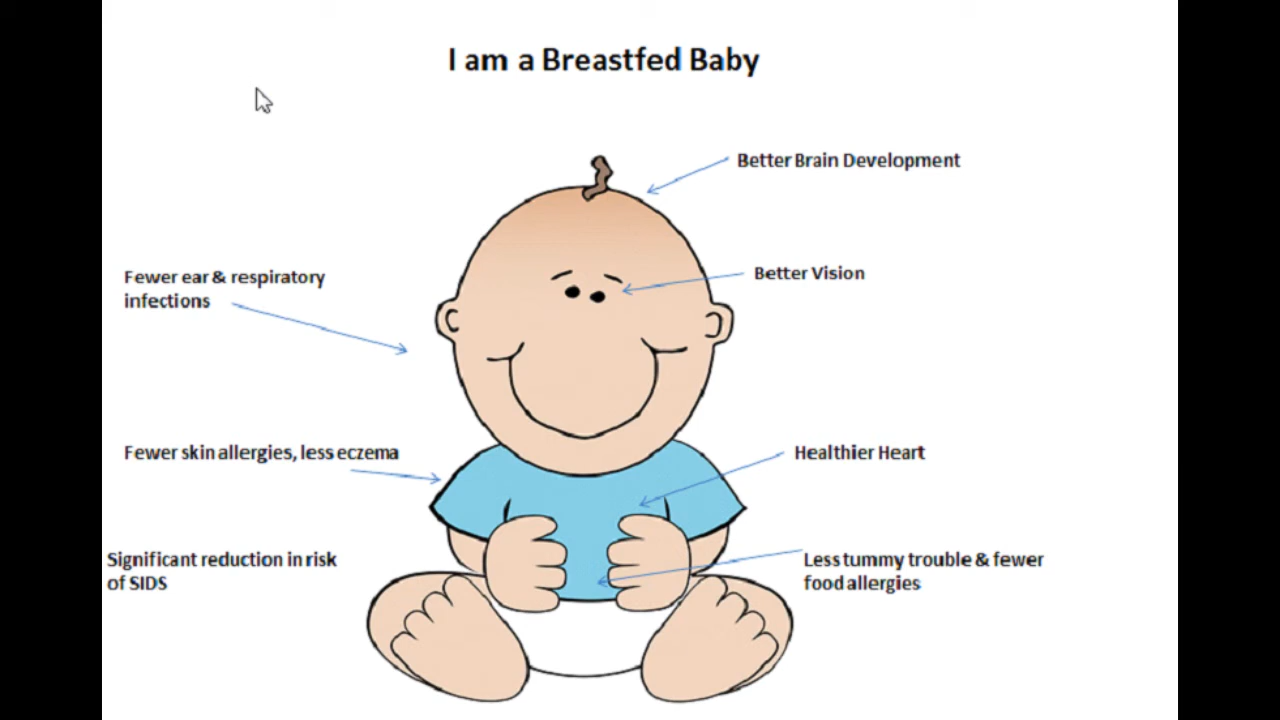 I am a Breastfed Baby
Better Brain Development
Fewer ear & respiratory
infections
Better Vision
Fewer skin allergies, less eczema
Healthier Heart
Significant reduction in risk
of SIDS
Less tummy trouble & fewer
food allergies